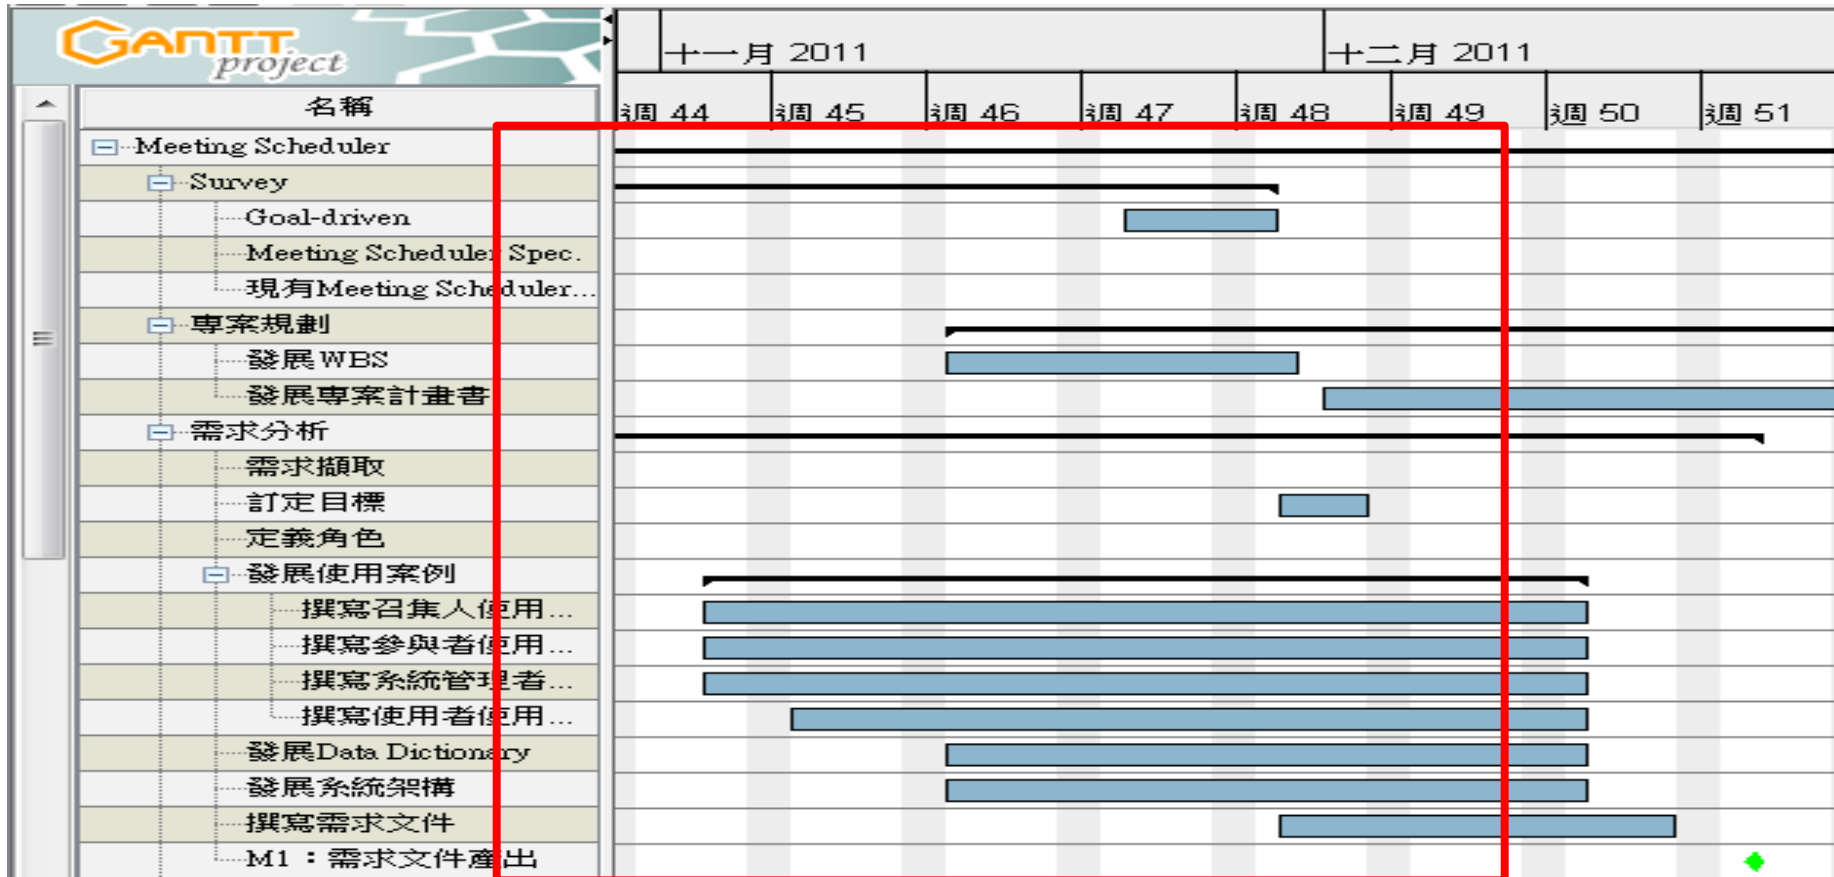 GANTT
project
十一月 2011
十二月 2011
名稱
週 44
週 45
週 46
週 47
週 48
週 49
週 50
週 51
Meeting Scheduler
Survey
Goal-driven
Meeting Scheduler Spec.
現有Meeting Scheduler...
專案規劃
發展WBS
發展專案計畫書
需求分析
需求擷取
訂定目標
定義角色
發展使用案例
撰寫召集人使用...
撰寫參與者使用...
撰寫系統管理者...
撰寫使用者使用...
發展Data Dictionary
發展系統架構
撰寫需求文件
M1：需求文件產出